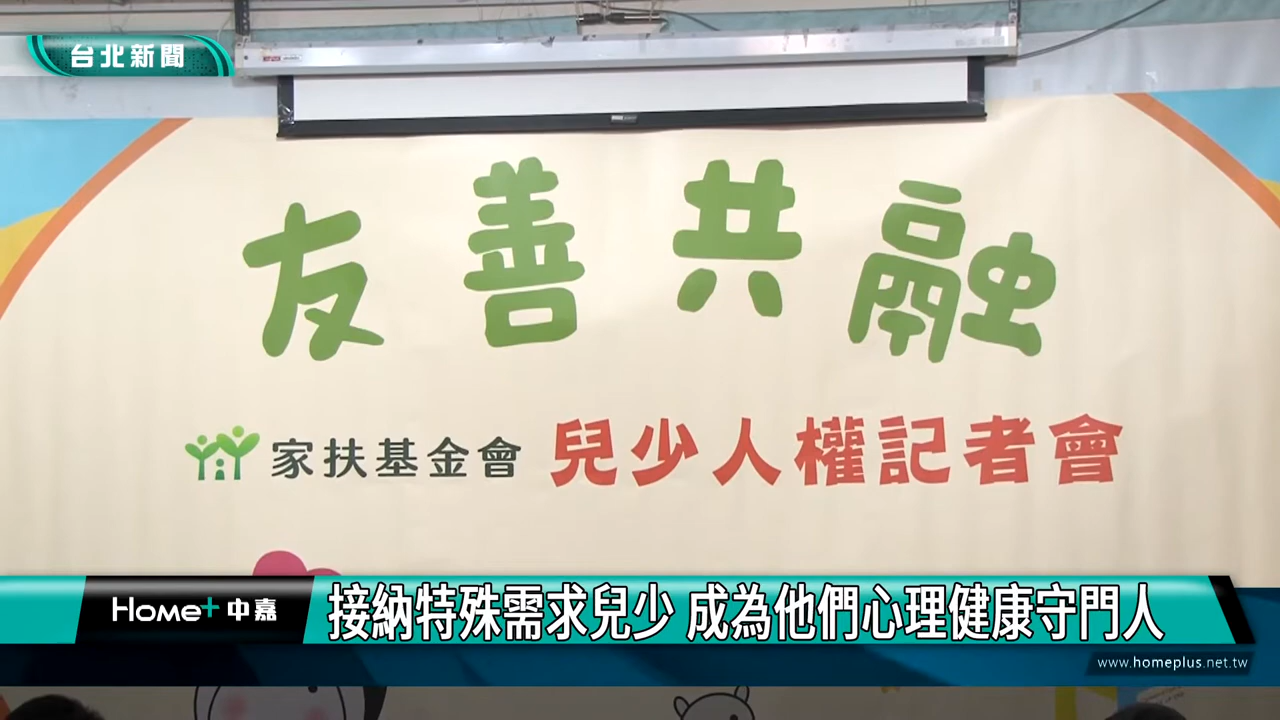 台北新聞
友善共融
家扶基金會 兒少人權記者會
Home+中嘉
接納特殊需求兒少 成為他們心理健康守門人
www.homeplus.net.tw